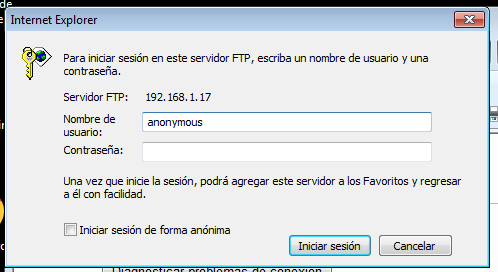 Internet Explorer
Para iniciar sesión en este servidor FTP, escriba un nombre de usuario y una
contraseña.
Servidor FTP: 192.168.1.17
Nombre de
usuario: anonymous
Contraseña:
Una vez que inicie la sesión, podrá agregar este servidor a los Favoritos y regresar
a él con facilidad.
Iniciar sesión de forma anónima
Iniciar sesión Cancelar
Diagnosticar problemas de conexión